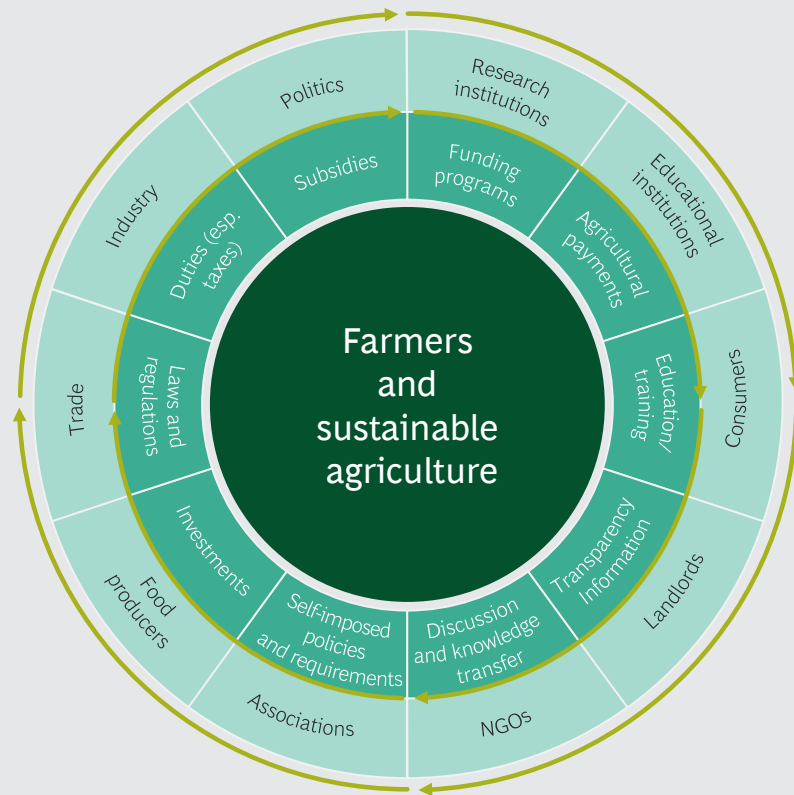 Farmers
and
sustainable
agriculture
Funding
programs
Agricultural
payments
Education/
training
Transparency
Information
Discussion
and knowledge
transfer
Self-imposed
policies
and requirements
Investments
Laws and
regulations
Duties (esp.
taxes)
Subsidies
Research
institutions
Educational
institutions
Consumers
Landlords
NGOs
Associations
Food
producers
Trade
Industry
Politics